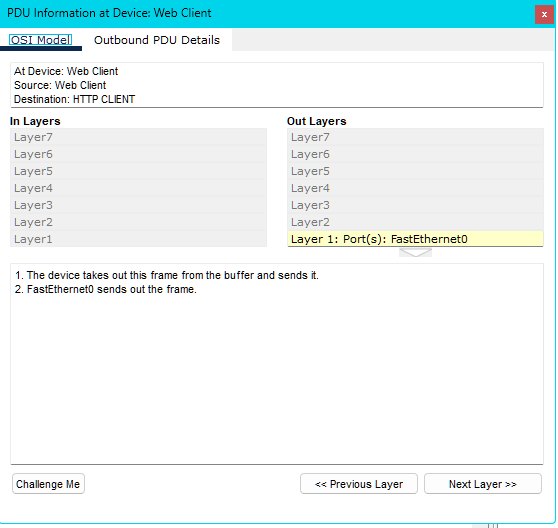 PDU Information at Device: Web Client
x
OSI Model Outbound PDU Details
At Device: Web Client
Source: Web Client
Destination: HTTP CLIENT
In Layers
Layer7
Layer6
Layer5
Layer4
Layer3
Layer2
Layer1
Out Layers
Layer7
Layer6
Layer5
Layer4
Layer3
Layer2
Layer 1: Port(s): FastEthernet0
1. The device takes out this frame from the buffer and sends it.
2. FastEthernet0 sends out the frame.
Challenge Me << Previous Layer Next Layer >>